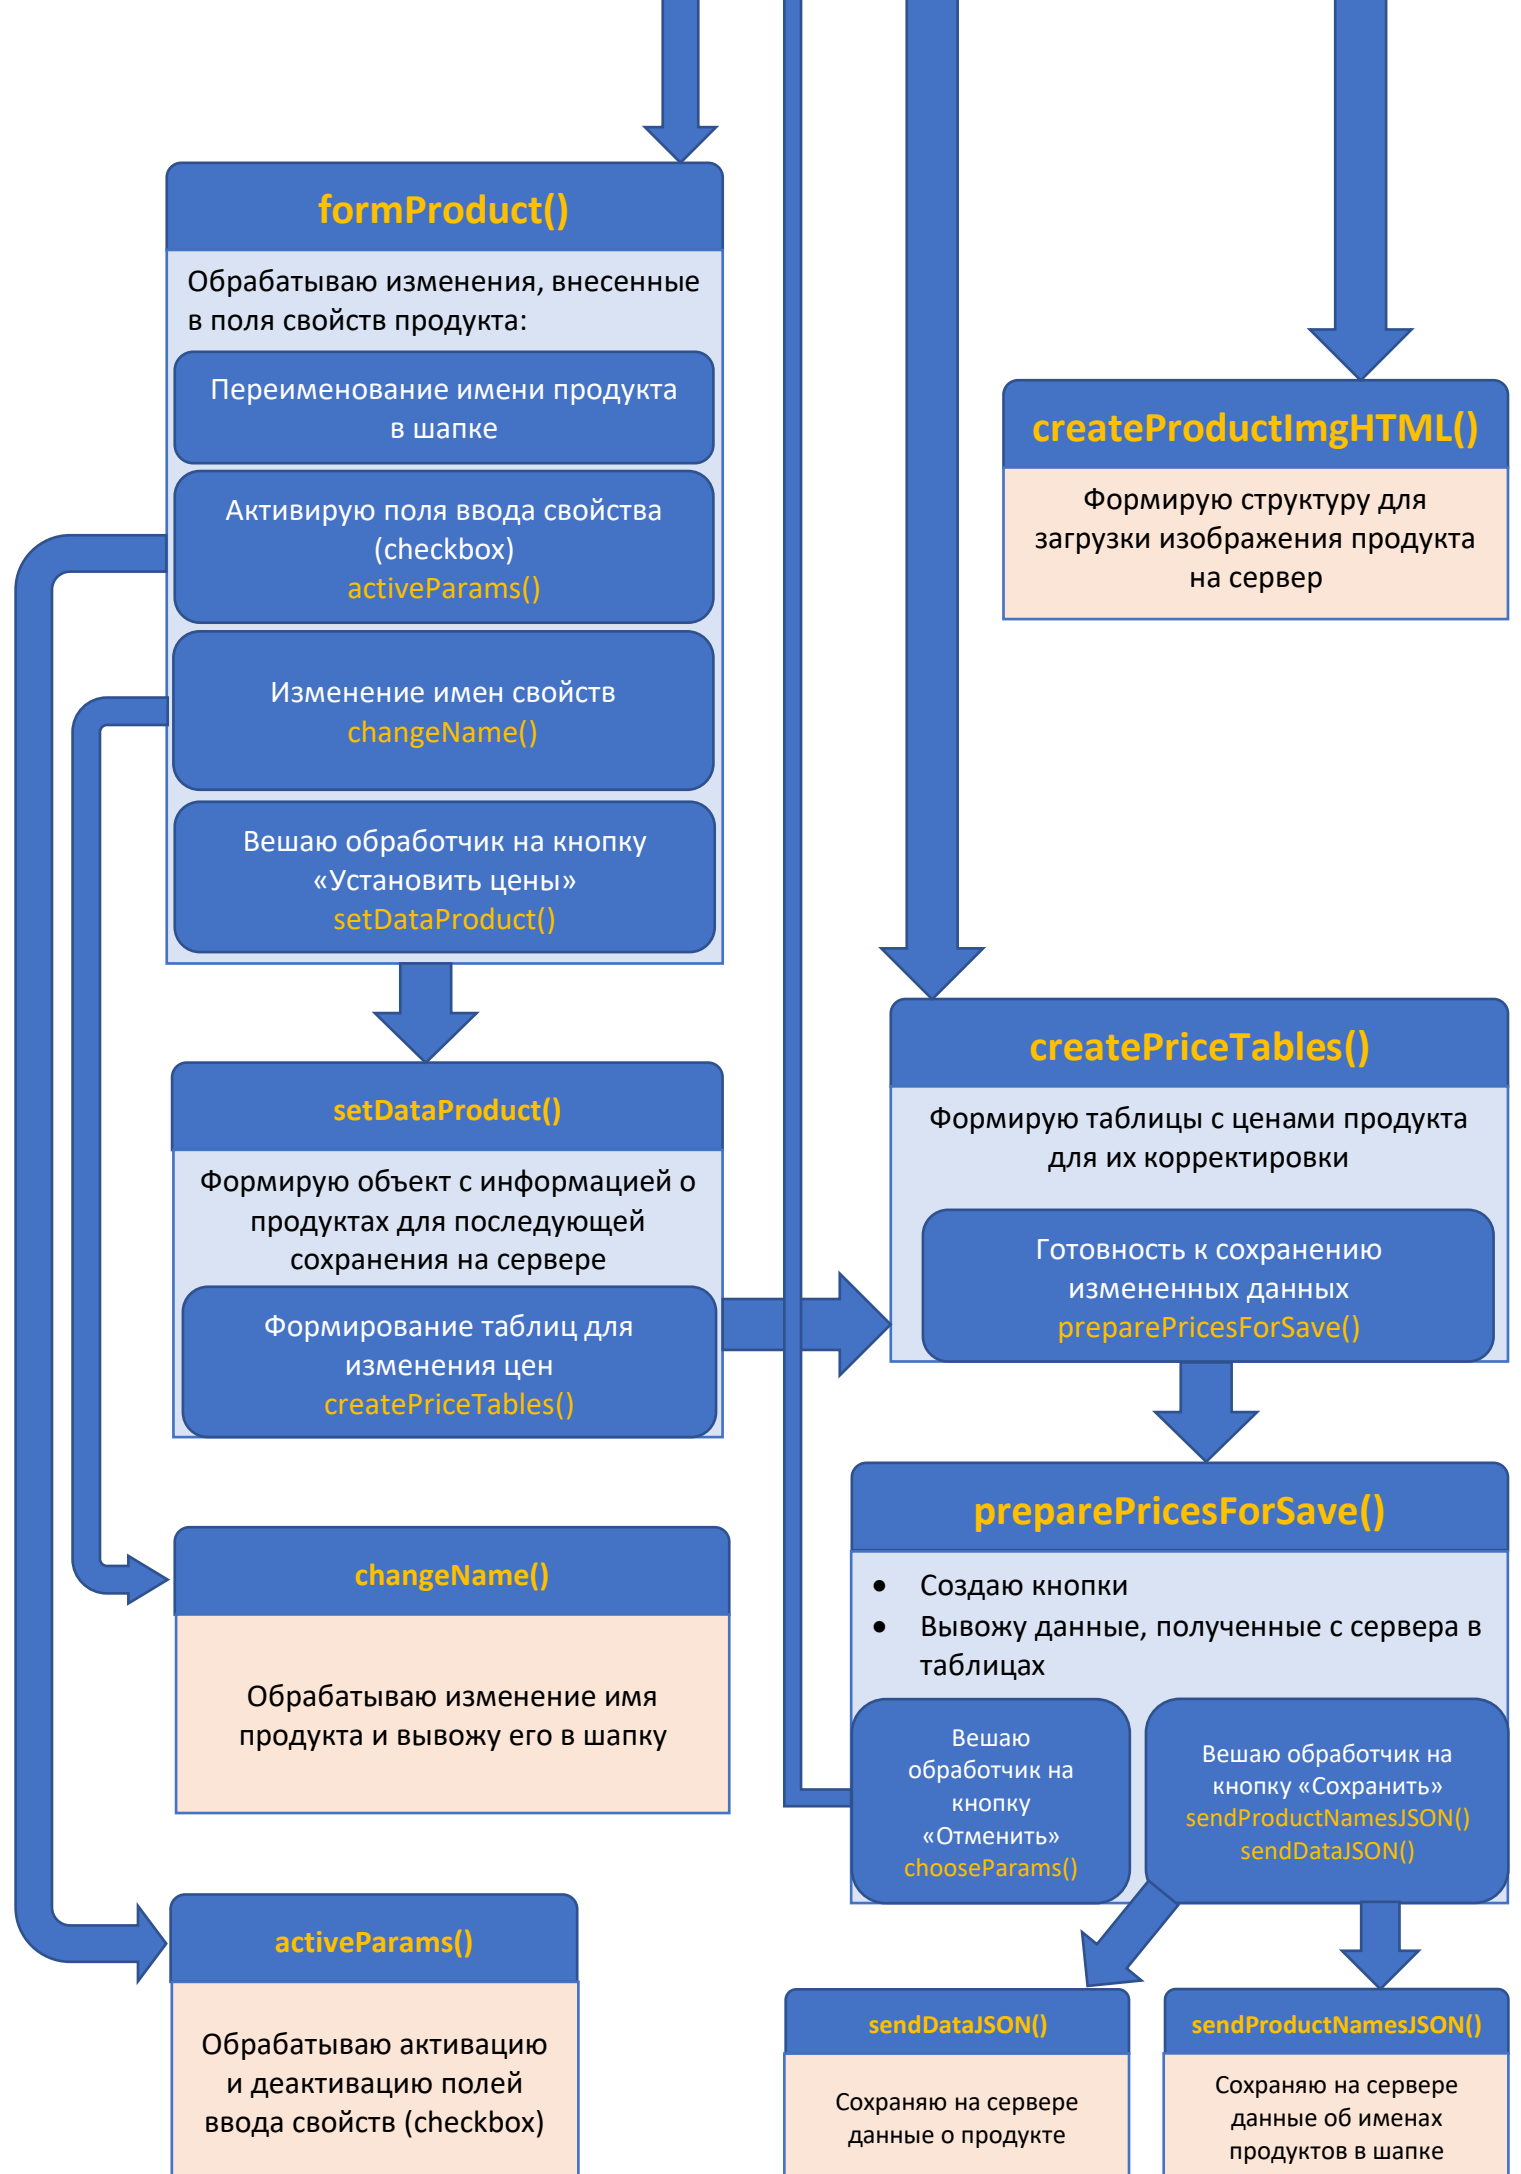 formProduct()
Обрабатываю изменения, внесенные
в поля свойств продукта:
Переименование имени продукта
в шапке
Активирую поля ввода свойства
(checkbox)
activeParams()
Изменение имен свойств
changeName()
Вешаю обработчик на кнопку
«Установить цены»
setDataProduct()
createProductImgHTML()
Формирую структуру для
загрузки изображения продукта
на сервер
setDataProduct()
Формирую объект с информацией о
продуктах для последующей
сохранения на сервере
Формирование таблиц для
изменения цен
createPriceTables()
createPriceTables()
Формирую таблицы с ценами продукта
для их корректировки
Готовность к сохранению
измененных данных
preparePricesForSave()
preparePricesForSave()
• Создаю кнопки
• Вывожу данные, полученные с сервера в
таблицах
Вешаю
обработчик на
кнопку
«Отменить»
chooseParams()
Вешаю обработчик на
кнопку «Сохранить»
sendProductNamesJSON()
sendDataJSON()
changeName()
Обрабатываю изменение имя
продукта и вывожу его в шапку
activeParams()
Обрабатываю активацию
и деактивацию полей
ввода свойств (checkbox)
sendDataJSON()
Сохраняю на сервере
данные о продукте
sendProductNamesJSON()
Сохраняю на сервере
данные об именах
продуктов в шапке